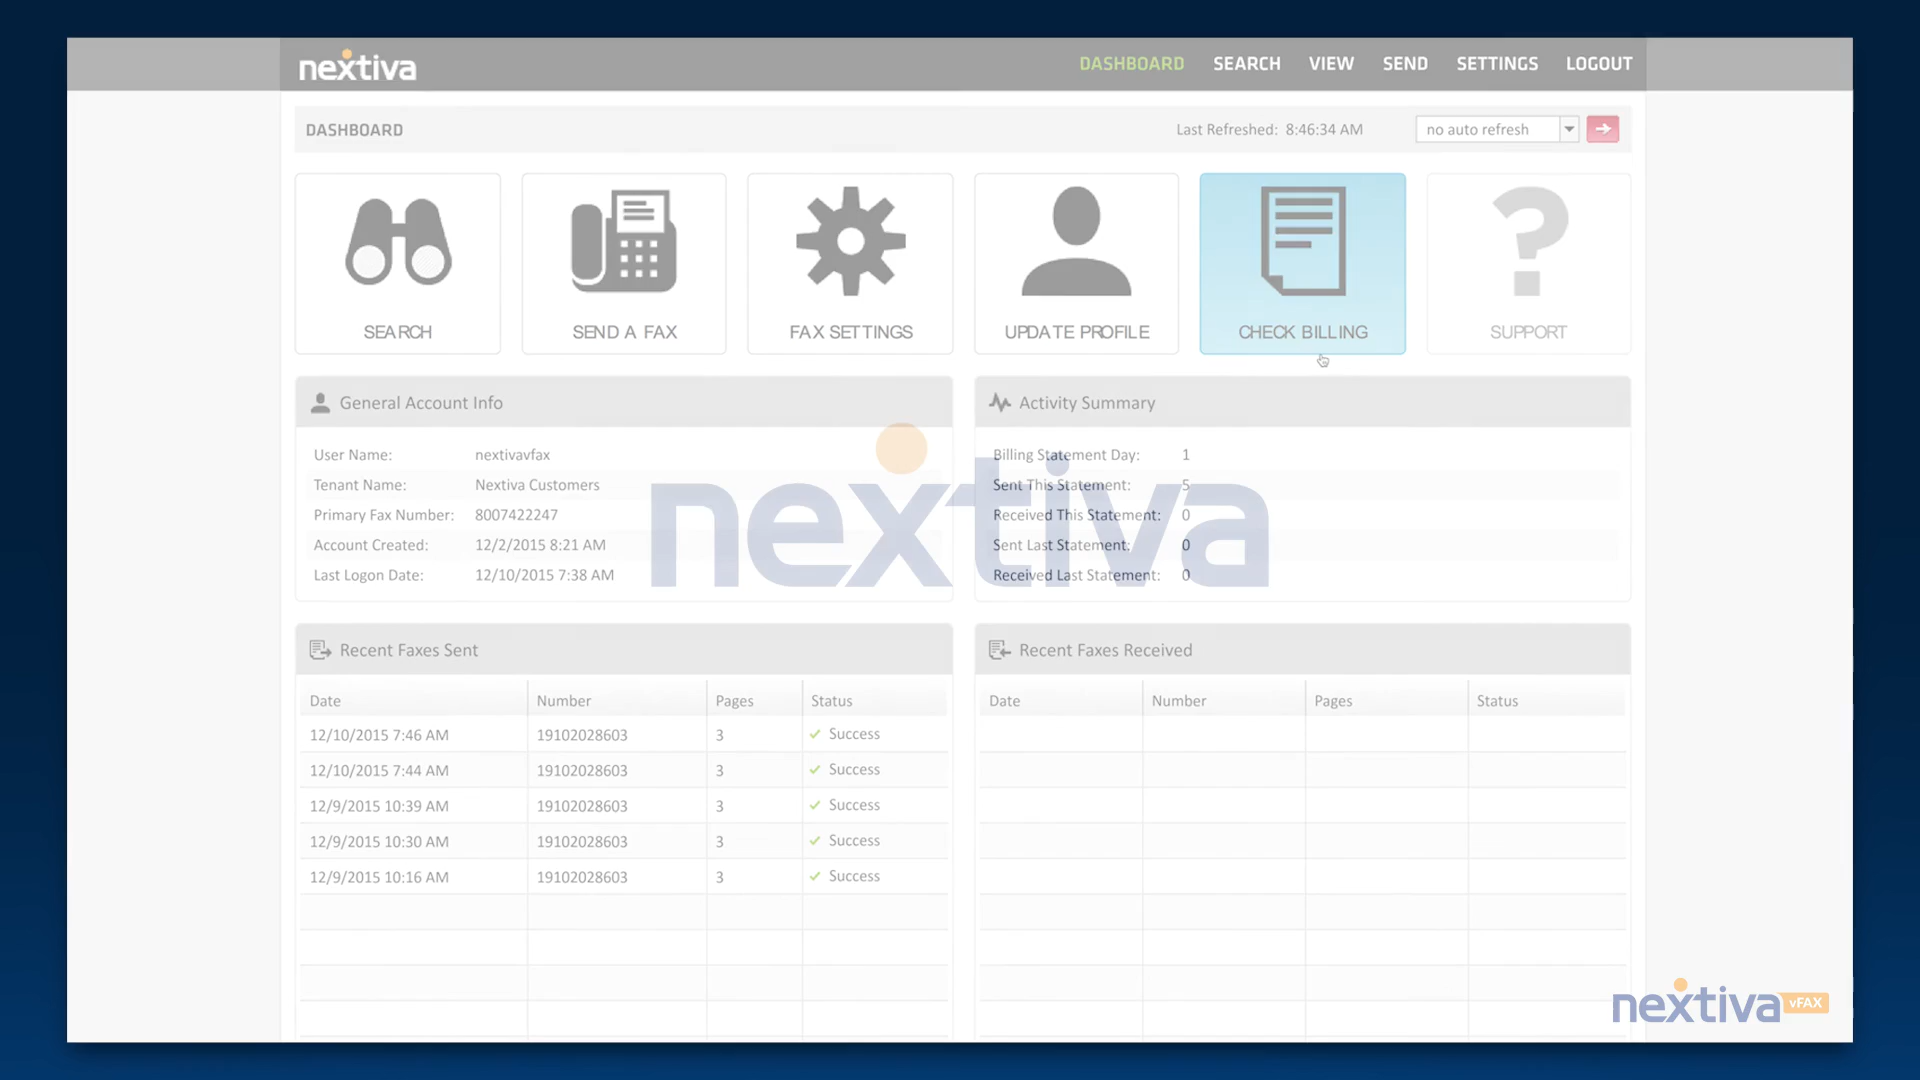 nextiva
DASHBOARD SEARCH VIEW SEND SETTINGS LOGOUT
DASHBOARD
Last Refreshed: 8:46:34 AM
no auto refresh
SEARCH
SEND A FAX
FAX SETTINGS
UPDATE PROFILE
CHECK BILLING
SUPPORT
General Account Info
User Name: nextivavfax
Tenant Name: Nextiva Customers
Primary Fax Number: 8007422247
Account Created: 12/2/2015 8:21 AM
Last Logon Date: 12/10/2015 7:38 AM
Activity Summary
Billing Statement Day: 1
Sent This Statement: 5
Received This Statement: 0
Sent Last Statement: 0
Received Last Statement: 0
nextiva
Recent Faxes Sent
Date Number Pages Status
12/10/2015 7:46 AM 19102028603 3 Success
12/10/2015 7:44 AM 19102028603 3 Success
12/9/2015 10:39 AM 19102028603 3 Success
12/9/2015 10:30 AM 19102028603 3 Success
12/9/2015 10:16 AM 19102028603 3 Success
Recent Faxes Received
Date Number Pages Status
nextiva vFAX